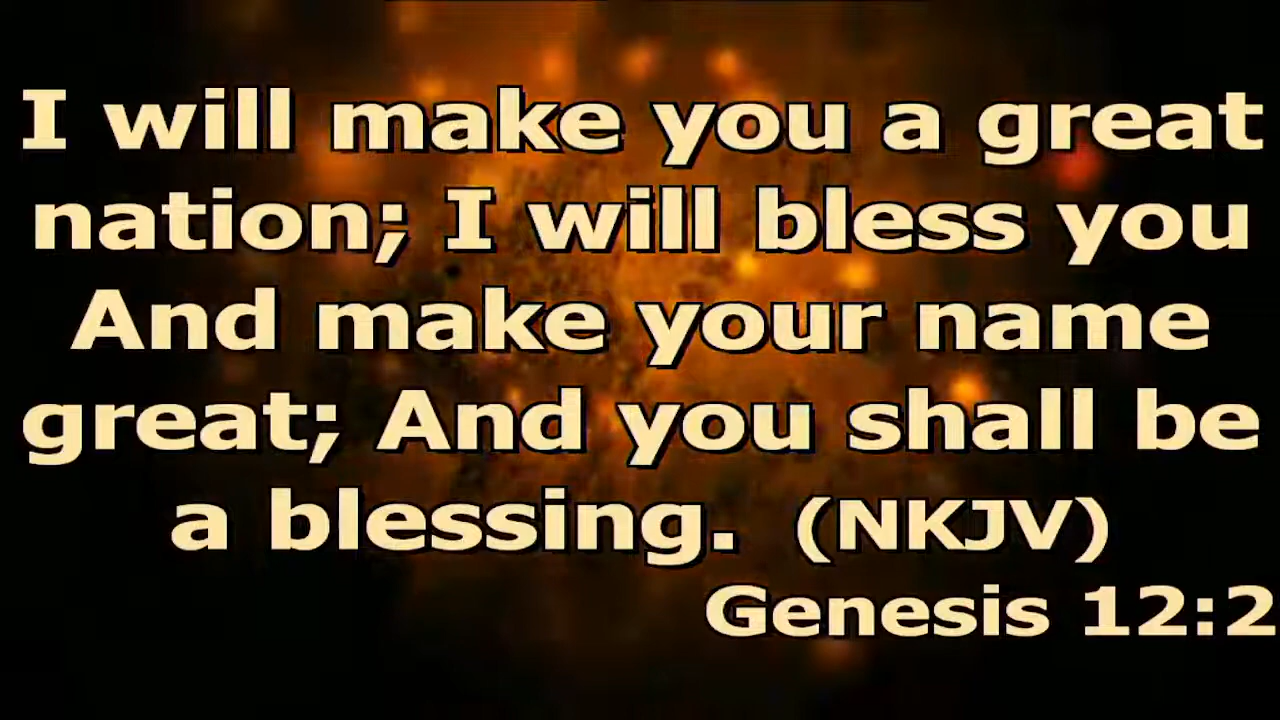 I will make you a great
nation; I will bless you
And make your name
great; And you shall be
a blessing. (NKJV)
Genesis 12:2